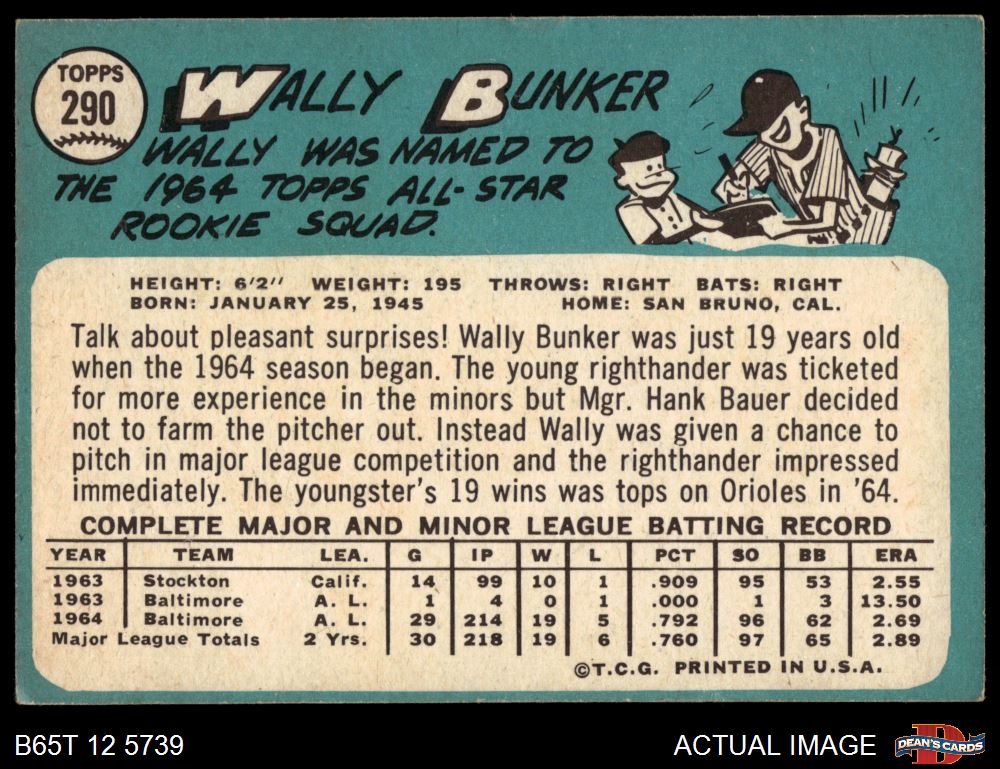 TOPPS
290
WALLY BUNKER
WALLY WAS NAMED TO
THE 1964 TOPPS ALL-STAR
ROOKIE SQUAD.
HEIGHT: 6'2" WEIGHT: 195 THROWS: RIGHT BATS: RIGHT
BORN: JANUARY 25, 1945 HOME: SAN BRUNO, CAL.
Talk about pleasant surprises! Wally Bunker was just 19 years old
when the 1964 season began. The young righthander was ticketed
for more experience in the minors but Mgr. Hank Bauer decided
not to farm the pitcher out. Instead Wally was given a chance to
pitch in major league competition and the righthander impressed
immediately. The youngster's 19 wins was tops on Orioles in '64.
COMPLETE MAJOR AND MINOR LEAGUE BATTING RECORD
YEAR TEAM LEA. G IP W L PCT SO BB ERA
1963 Stockton Calif. 14 99 10 1 .909 95 53 2.55
1963 Baltimore A. L. 1 4 0 1 .000 1 3 13.50
1964 Baltimore A. L. 29 214 19 5 .792 96 62 2.69
Major League Totals 2 Yrs. 30 218 19 6 .760 97 65 2.89
©T.C.G. PRINTED IN U.S.A.
B65T 12 5739 ACTUAL IMAGE DEAN'S CARDS